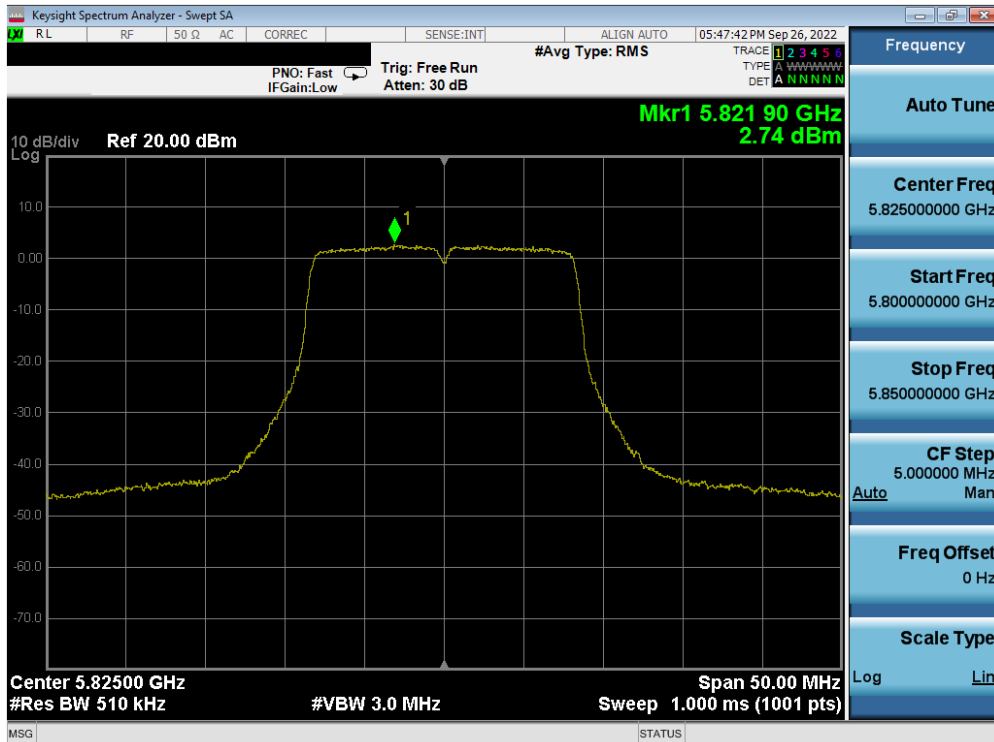 Keysight Spectrum Analyzer - Swept SA
LXI RL RF 50 Ω AC CORREC SENSE:INT ALIGN AUTO 05:47:42 PM Sep 26, 2022
#Avg Type: RMS TRACE 1 2 3 4 5 6
PNO: Fast Trig: Free Run TYPE A WWWWW
IFGain:Low Atten: 30 dB DET A N N N N N
Mkr1 5.821 90 GHz
2.74 dBm
10 dB/div Ref 20.00 dBm
Log
10.0
1
0.00
-10.0
-20.0
-30.0
-40.0
-50.0
-60.0
-70.0
Center 5.82500 GHz Span 50.00 MHz
#Res BW 510 kHz #VBW 3.0 MHz Sweep 1.000 ms (1001 pts)
MSG STATUS
Frequency
Auto Tune
Center Freq
5.825000000 GHz
Start Freq
5.800000000 GHz
Stop Freq
5.850000000 GHz
CF Step
5.000000 MHz
Auto Man
Freq Offset
0 Hz
Scale Type
Log Lin